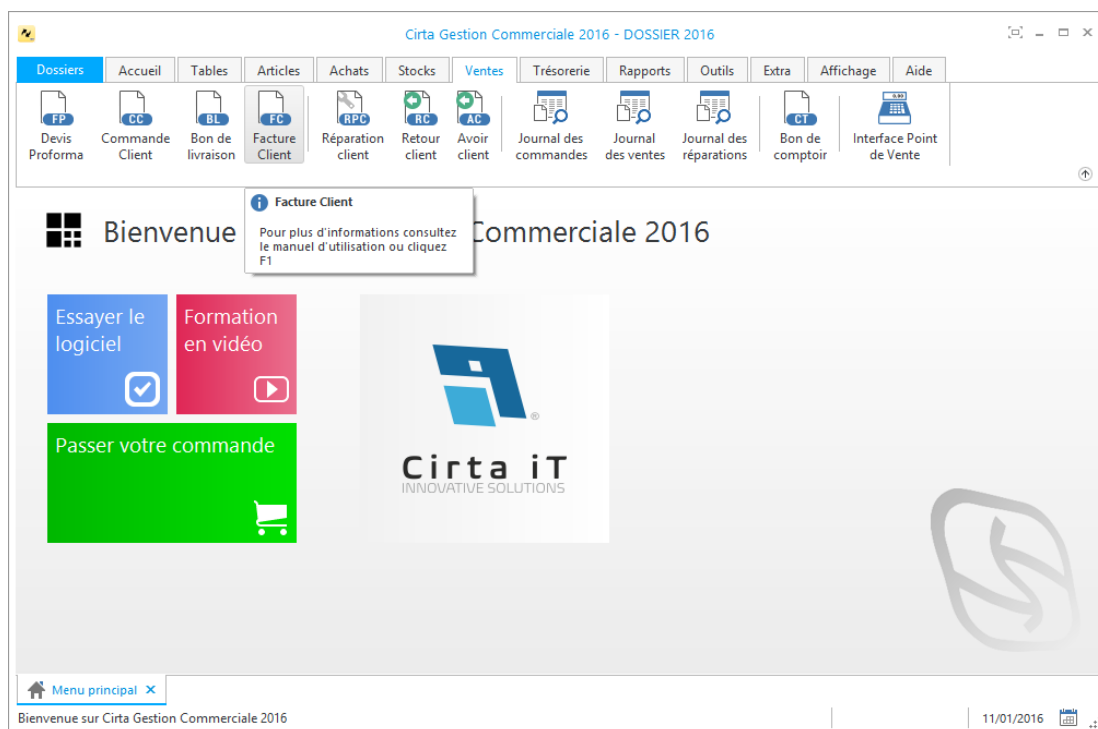 Cirta Gestion Commerciale 2016 - DOSSIER 2016
Dossiers Accueil Tables Articles Achats Stocks Ventes Trésorerie Rapports Outils Extra Affichage Aide
FP CC BL FC RPC RC AC CT 0.00
Devis Commande Bon de Facture Réparation Retour Avoir Journal des Journal Journal des Bon de Interface Point
Proforma Client livraison Client client client client commandes des ventes réparations comptoir de Vente
Facture Client
Pour plus d'informations consultez
le manuel d'utilisation ou cliquez
F1
Bienvenue Commerciale 2016
Essayer le
logiciel
Formation
en vidéo
Passer votre commande
Cirta iT
INNOVATIVE SOLUTIONS
®
Menu principal
Bienvenue sur Cirta Gestion Commerciale 2016 11/01/2016